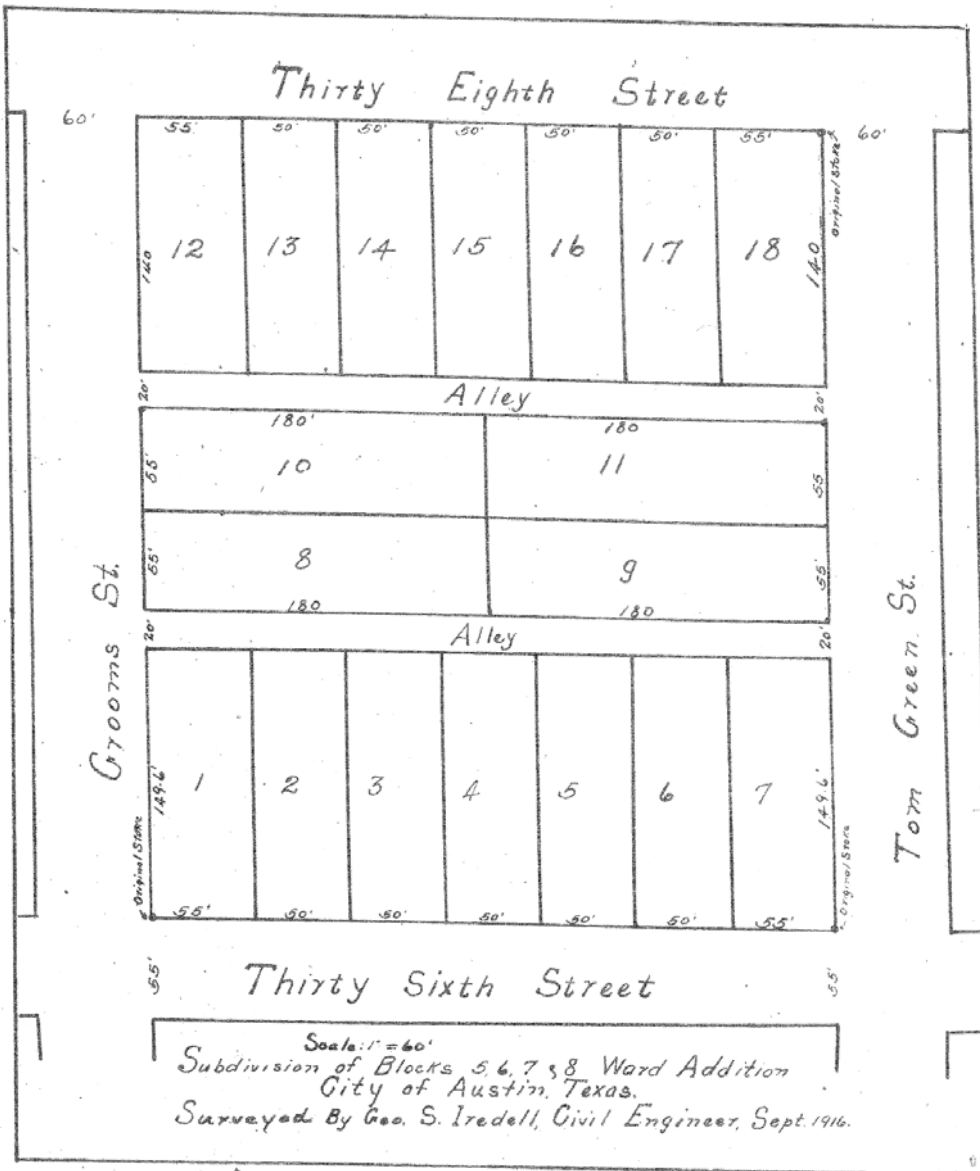 Thirty Eighth Street
60' 55' 50' 50' 50' 50' 50' 55' 60'
Original Stake
12 13 14 15 16 17 18
140 140
20' Alley 20'
180' 180
55' 10 11 55
55' 8 9 55'
180 180
20' Alley 20'
Grooms St.
Tom Green St.
1 2 3 4 5 6 7
149.6' 149.6'
Original Stake Original Stake
55' 50' 50' 50' 50' 50' 55'
55' Thirty Sixth Street 55'
Scale: 1" = 60'
Subdivision of Blocks 5, 6, 7 & 8 Ward Addition
City of Austin, Texas.
Surveyed By Geo. S. Iredell, Civil Engineer, Sept. 1916.